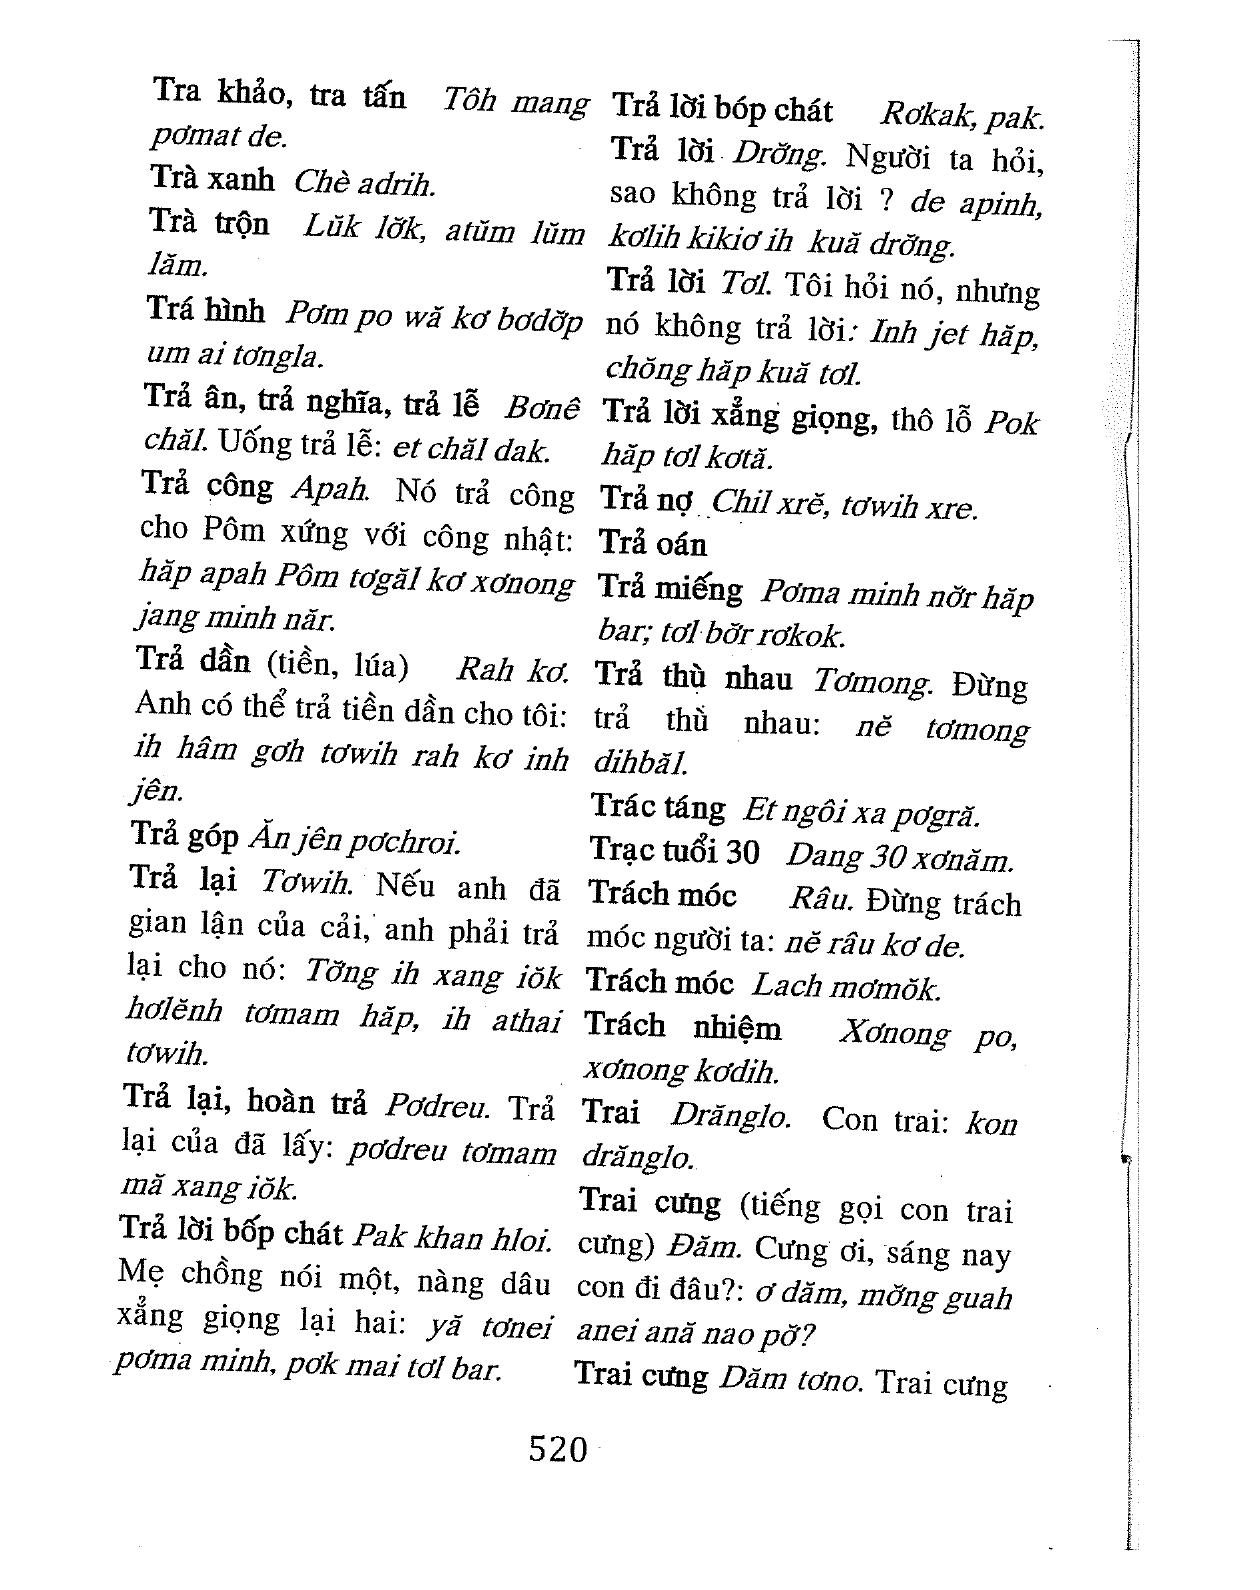 Tra khảo, tra tấn Tôh mang
pơmat de.
Trà xanh Chè adrih.
Trà trộn Lŭk lơ̆k, atŭm lŭm
lăm.
Trá hình Pơm po wă kơ bơdơ̆p
um ai tơngla.
Trả ân, trả nghĩa, trả lễ Bơnê
chăl. Uống trả lễ: et chăl dak.
Trả công Apah. Nó trả công
cho Pôm xứng với công nhật:
hăp apah Pôm tơgăl kơ xơnong
jang minh năr.
Trả dần (tiền, lúa) Rah kơ.
Anh có thể trả tiền dần cho tôi:
ih hâm gơh tơwih rah kơ inh
jên.
Trả góp Ăn jên pơchroi.
Trả lại Tơwih. Nếu anh đã
gian lận của cải, anh phải trả
lại cho nó: Tơ̆ng ih xang iŏk
hơlĕnh tơmam hăp, ih athai
tơwih.
Trả lại, hoàn trả Pơdreu. Trả
lại của đã lấy: pơdreu tơmam
mă xang iŏk.
Trả lời bốp chát Pak khan hloi.
Mẹ chồng nói một, nàng dâu
xẳng giọng lại hai: yă tơnei
pơma minh, pơk mai tơl bar.
Trả lời bóp chát Rơkak, pak.
Trả lời Drơ̆ng. Người ta hỏi,
sao không trả lời ? de apinh,
kơlih kikiơ ih kuă drơ̆ng.
Trả lời Tơl. Tôi hỏi nó, nhưng
nó không trả lời: Inh jet hăp,
chŏng hăp kuă tơl.
Trả lời xẳng giọng, thô lỗ Pok
hăp tơl kơtă.
Trả nợ Chil xrĕ, tơwih xre.
Trả oán
Trả miếng Pơma minh nơ̆r hăp
bar; tơl bơ̆r rơkok.
Trả thù nhau Tơmong. Đừng
trả thù nhau: nĕ tơmong
dihbăl.
Trác táng Et ngôi xa pơgră.
Trạc tuổi 30 Dang 30 xơnăm.
Trách móc Râu. Đừng trách
móc người ta: nĕ râu kơ de.
Trách móc Lach mơmŏk.
Trách nhiệm Xơnong po,
xơnong kơdih.
Trai Drănglo. Con trai: kon
drănglo.
Trai cưng (tiếng gọi con trai
cưng) Đăm. Cưng ơi, sáng nay
con đi đâu?: ơ dăm, mơ̆ng guah
anei ană nao pơ̆?
Trai cưng Dăm tơno. Trai cưng
520